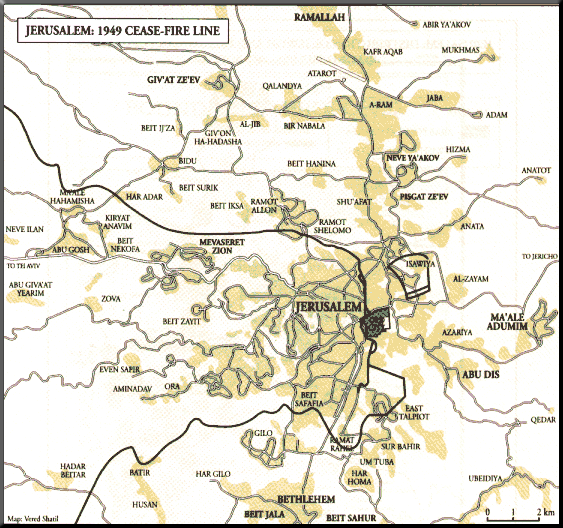 JERUSALEM: 1949 CEASE-FIRE LINE
RAMALLAH
ABIR YA'AKOV
KAFR AQAB
MUKHMAS
GIV'AT ZE'EV
ATAROT
QALANDYA
A-RAM
JABA
ADAM
BEIT IJ'ZA
GIV'ON
HA-HADASHA
AL-JIB
BIR NABALA
HIZMA
BIDU
BEIT HANINA
NEVE YA'AKOV
ANATOT
MA'ALE
HAHAMISHA
HAR ADAR
BEIT SURIK
BEIT IKSA
RAMOT
ALLON
SHU'AFAT
PISGAT ZE'EV
NEVE ILAN
KIRYAT
ANAVIM
RAMOT
SHELOMO
ANATA
ABU GOSH
BEIT
NEKOFA
MEVASERET
ZION
TO TEL AVIV
ISAWIYA
TO JERICHO
ABU GIV'AT
YEARIM
ZOVA
AL-ZAYAM
JERUSALEM
BEIT ZAYIT
MA'ALE
ADUMIM
AZARIYA
EVEN SAPIR
ABU DIS
AMINADAV
ORA
BEIT
SAFAFIA
EAST
TALPIOT
QEDAR
GILO
RAMAT
RAHEL
SUR BAHIR
HADAR
BEITAR
BATIR
HAR GILO
UM TUBA
HAR
HOMA
UBEIDIYA
HUSAN
BETHLEHEM
BEIT JALA
BEIT SAHUR
Map: Vered Shatil
0 1 2 km